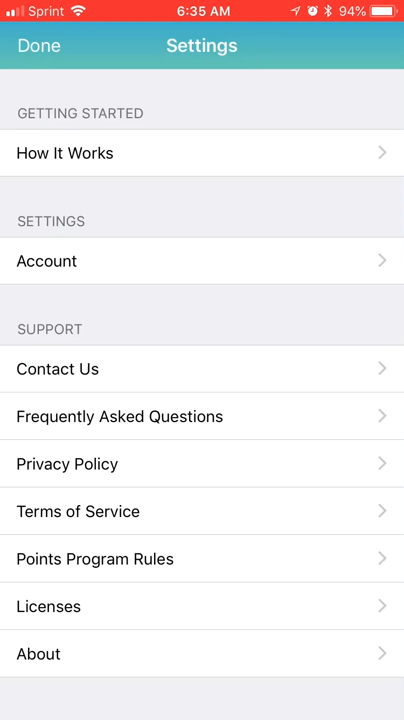 Sprint 6:35 AM 94%
Done Settings
GETTING STARTED
How It Works
SETTINGS
Account
SUPPORT
Contact Us
Frequently Asked Questions
Privacy Policy
Terms of Service
Points Program Rules
Licenses
About